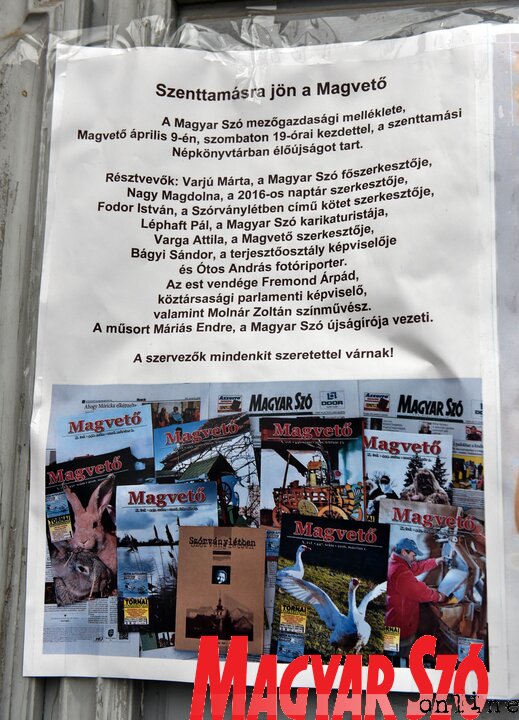 Szenttamásra jön a Magvető
A Magyar Szó mezőgazdasági melléklete,
Magvető április 9-én, szombaton 19-órai kezdettel, a szenttamási
Népkönyvtárban élőújságot tart.
Résztvevők: Varjú Márta, a Magyar Szó főszerkesztője,
Nagy Magdolna, a 2016-os naptár szerkesztője,
Fodor István, a Szórványlétben című kötet szerkesztője,
Léphaft Pál, a Magyar Szó karikaturistája,
Varga Attila, a Magvető szerkesztője,
Bágyi Sándor, a terjesztőosztály képviselője
és Ótos András fotóriporter.
Az est vendége Fremond Árpád,
köztársasági parlamenti képviselő,
valamint Molnár Zoltán színművész.
A műsort Máriás Endre, a Magyar Szó újságírója vezeti.
A szervezők mindenkit szeretettel várnak!
MAGYAR SZÓ
MAGYAR SZÓ
Magvető
Magvető
Magvető
Magvető
Magvető
Magvető
Szórványlétben
Magvető
Magvető
TÓRNAI
MAGYAR SZÓ
online